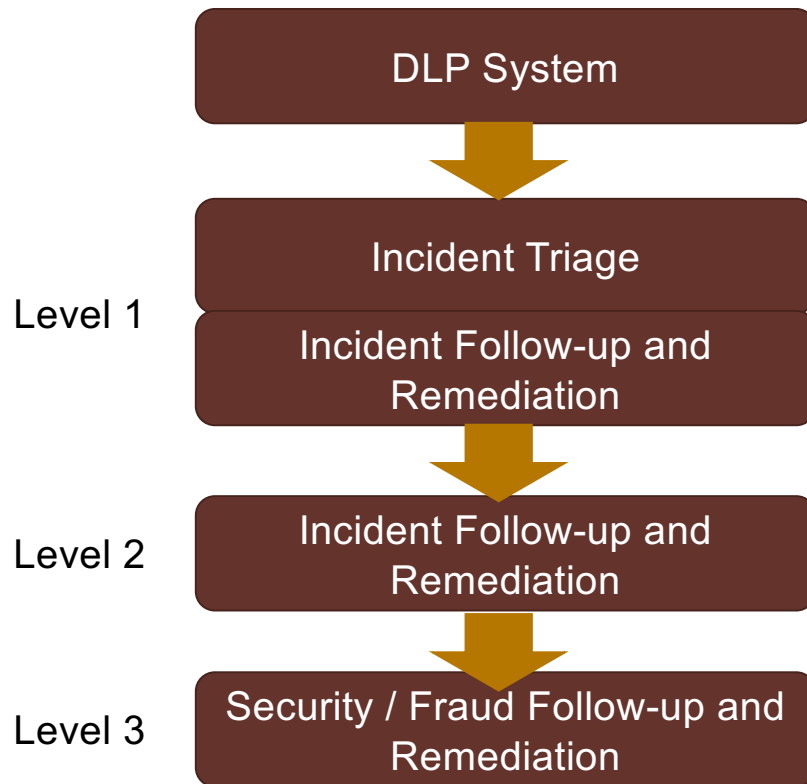 DLP System
Incident Triage
Level 1
Incident Follow-up and
Remediation
Level 2
Incident Follow-up and
Remediation
Level 3
Security / Fraud Follow-up and
Remediation